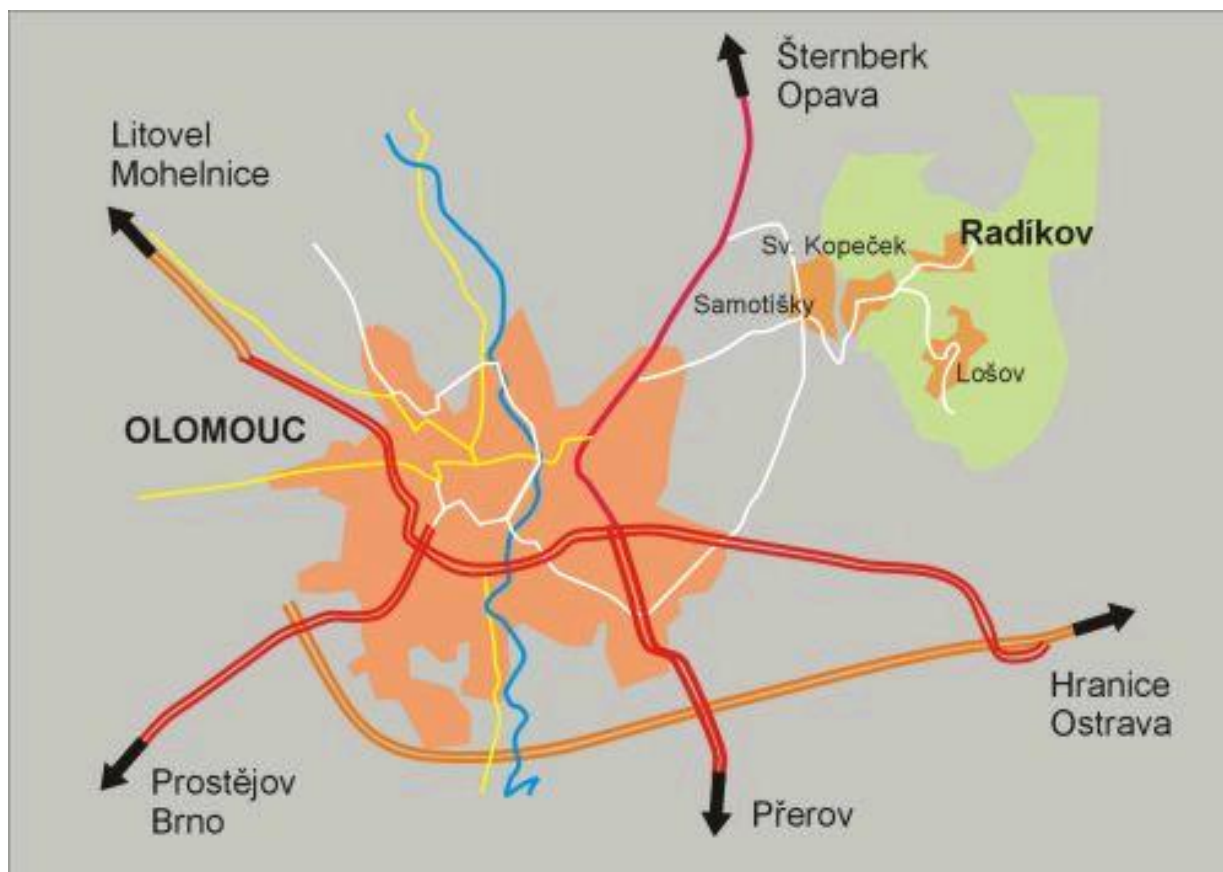 Šternberk
Opava
Litovel
Mohelnice
Sv. Kopeček
Radíkov
Samotišky
Lošov
OLOMOUC
Hranice
Ostrava
Prostějov
Brno
Přerov